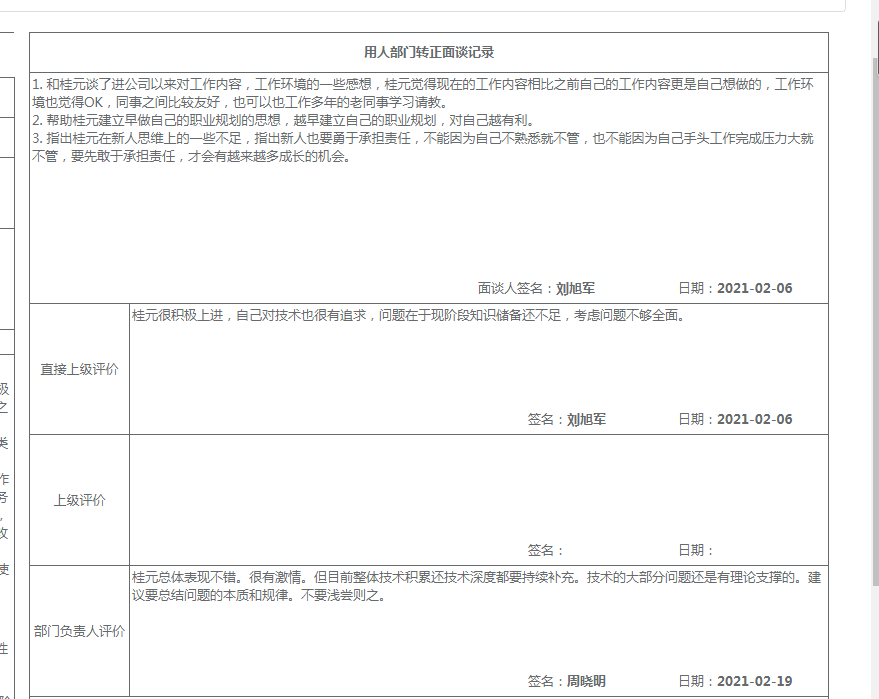 用人部门转正面谈记录
1. 和桂元谈了进公司以来对工作内容，工作环境的一些感想，桂元觉得现在的工作内容相比之前自己的工作内容更是自己想做的，工作环
境也觉得OK，同事之间比较友好，也可以也工作多年的老同事学习请教。
2. 帮助桂元建立早做自己的职业规划的思想，越早建立自己的职业规划，对自己越有利。
3. 指出桂元在新人思维上的一些不足，指出新人也要勇于承担责任，不能因为自己不熟悉就不管，也不能因为自己手头工作完成压力大就
不管，要先敢于承担责任，才会有越来越多成长的机会。
面谈人签名：刘旭军 日期：2021-02-06
直接上级评价
桂元很积极上进，自己对技术也很有追求，问题在于现阶段知识储备还不足，考虑问题不够全面。
签名：刘旭军 日期：2021-02-06
上级评价
签名： 日期：
部门负责人评价
桂元总体表现不错。很有激情。但目前整体技术积累还技术深度都要持续补充。技术的大部分问题还是有理论支撑的。建
议要总结问题的本质和规律。不要浅尝则之。
签名：周晓明 日期：2021-02-19
极
之
类
作
务
，
攻
使
性